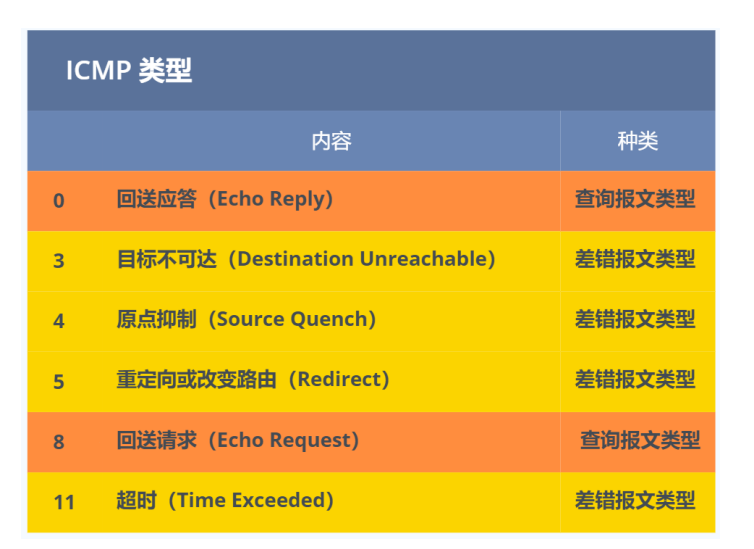 ICMP 类型
内容 种类
0 回送应答（Echo Reply） 查询报文类型
3 目标不可达（Destination Unreachable） 差错报文类型
4 原点抑制（Source Quench） 差错报文类型
5 重定向或改变路由（Redirect） 差错报文类型
8 回送请求（Echo Request） 查询报文类型
11 超时（Time Exceeded） 差错报文类型